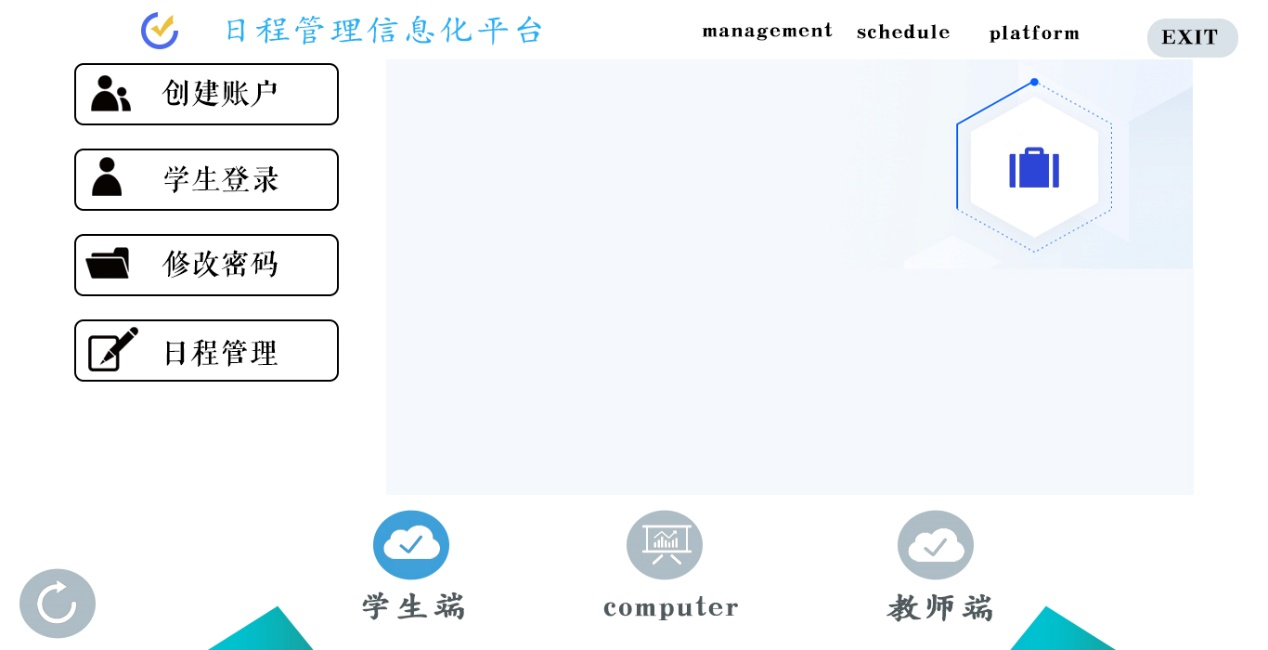 日程管理信息化平台
management schedule platform EXIT
创建账户
学生登录
修改密码
日程管理
学生端 computer 教师端